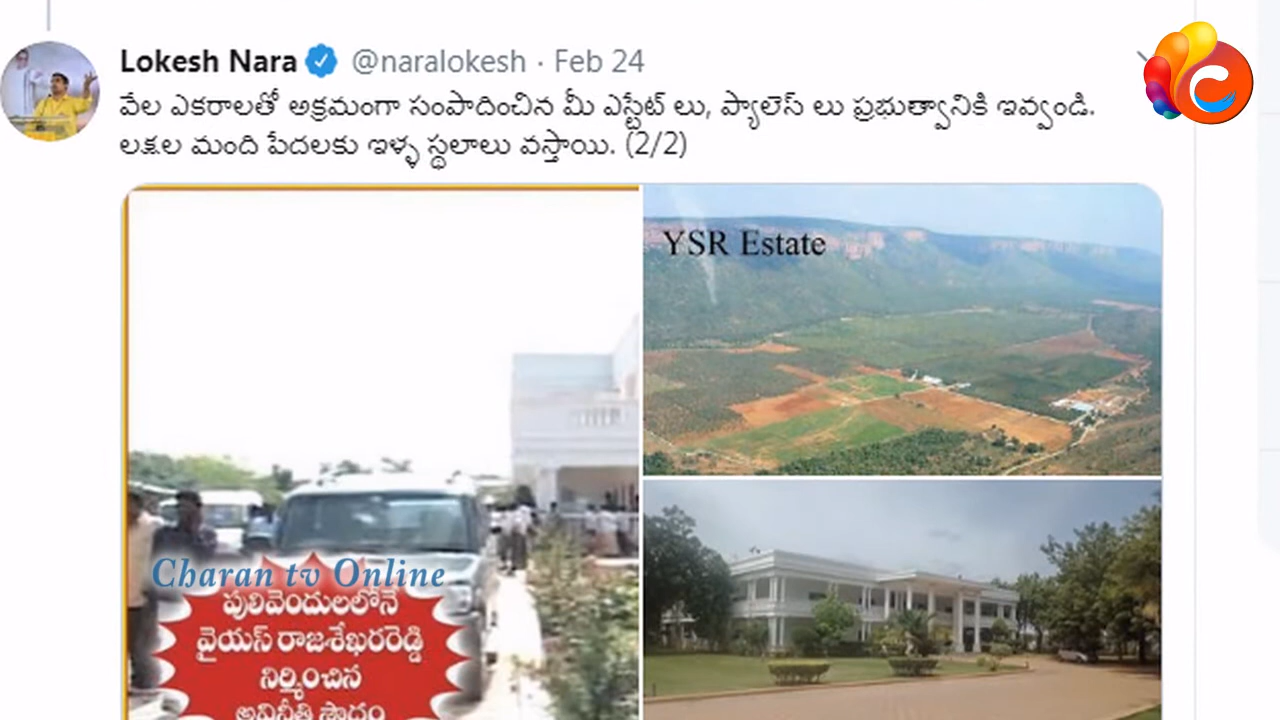 Lokesh Nara @naralokesh · Feb 24
వేల ఎకరాలతో అక్రమంగా సంపాదించిన మీ ఎస్టేట్ లు, ప్యాలెస్ లు ప్రభుత్వానికి ఇవ్వండి.
లక్షల మంది పేదలకు ఇళ్ళ స్థలాలు వస్తాయి. (2/2)
YSR Estate
Charan tv Online
పులివెందులలోనే
వైయస్ రాజశేఖరరెడ్డి
నిర్మించిన
అవినీతి సౌధం